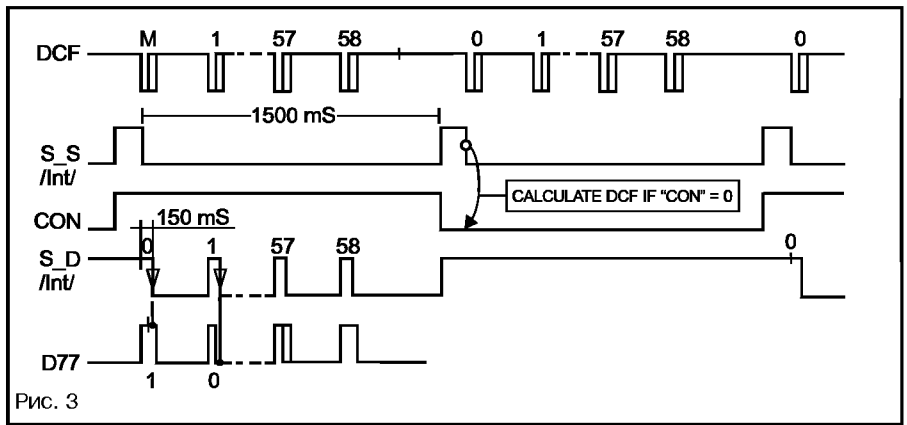 M 1 57 58 0 1 57 58 0
DCF
1500 mS
S_S
/Int/
CALCULATE DCF IF "CON" = 0
CON
150 mS
0 1 57 58 0
S_D
/Int/
D77
1 0
Рис. 3